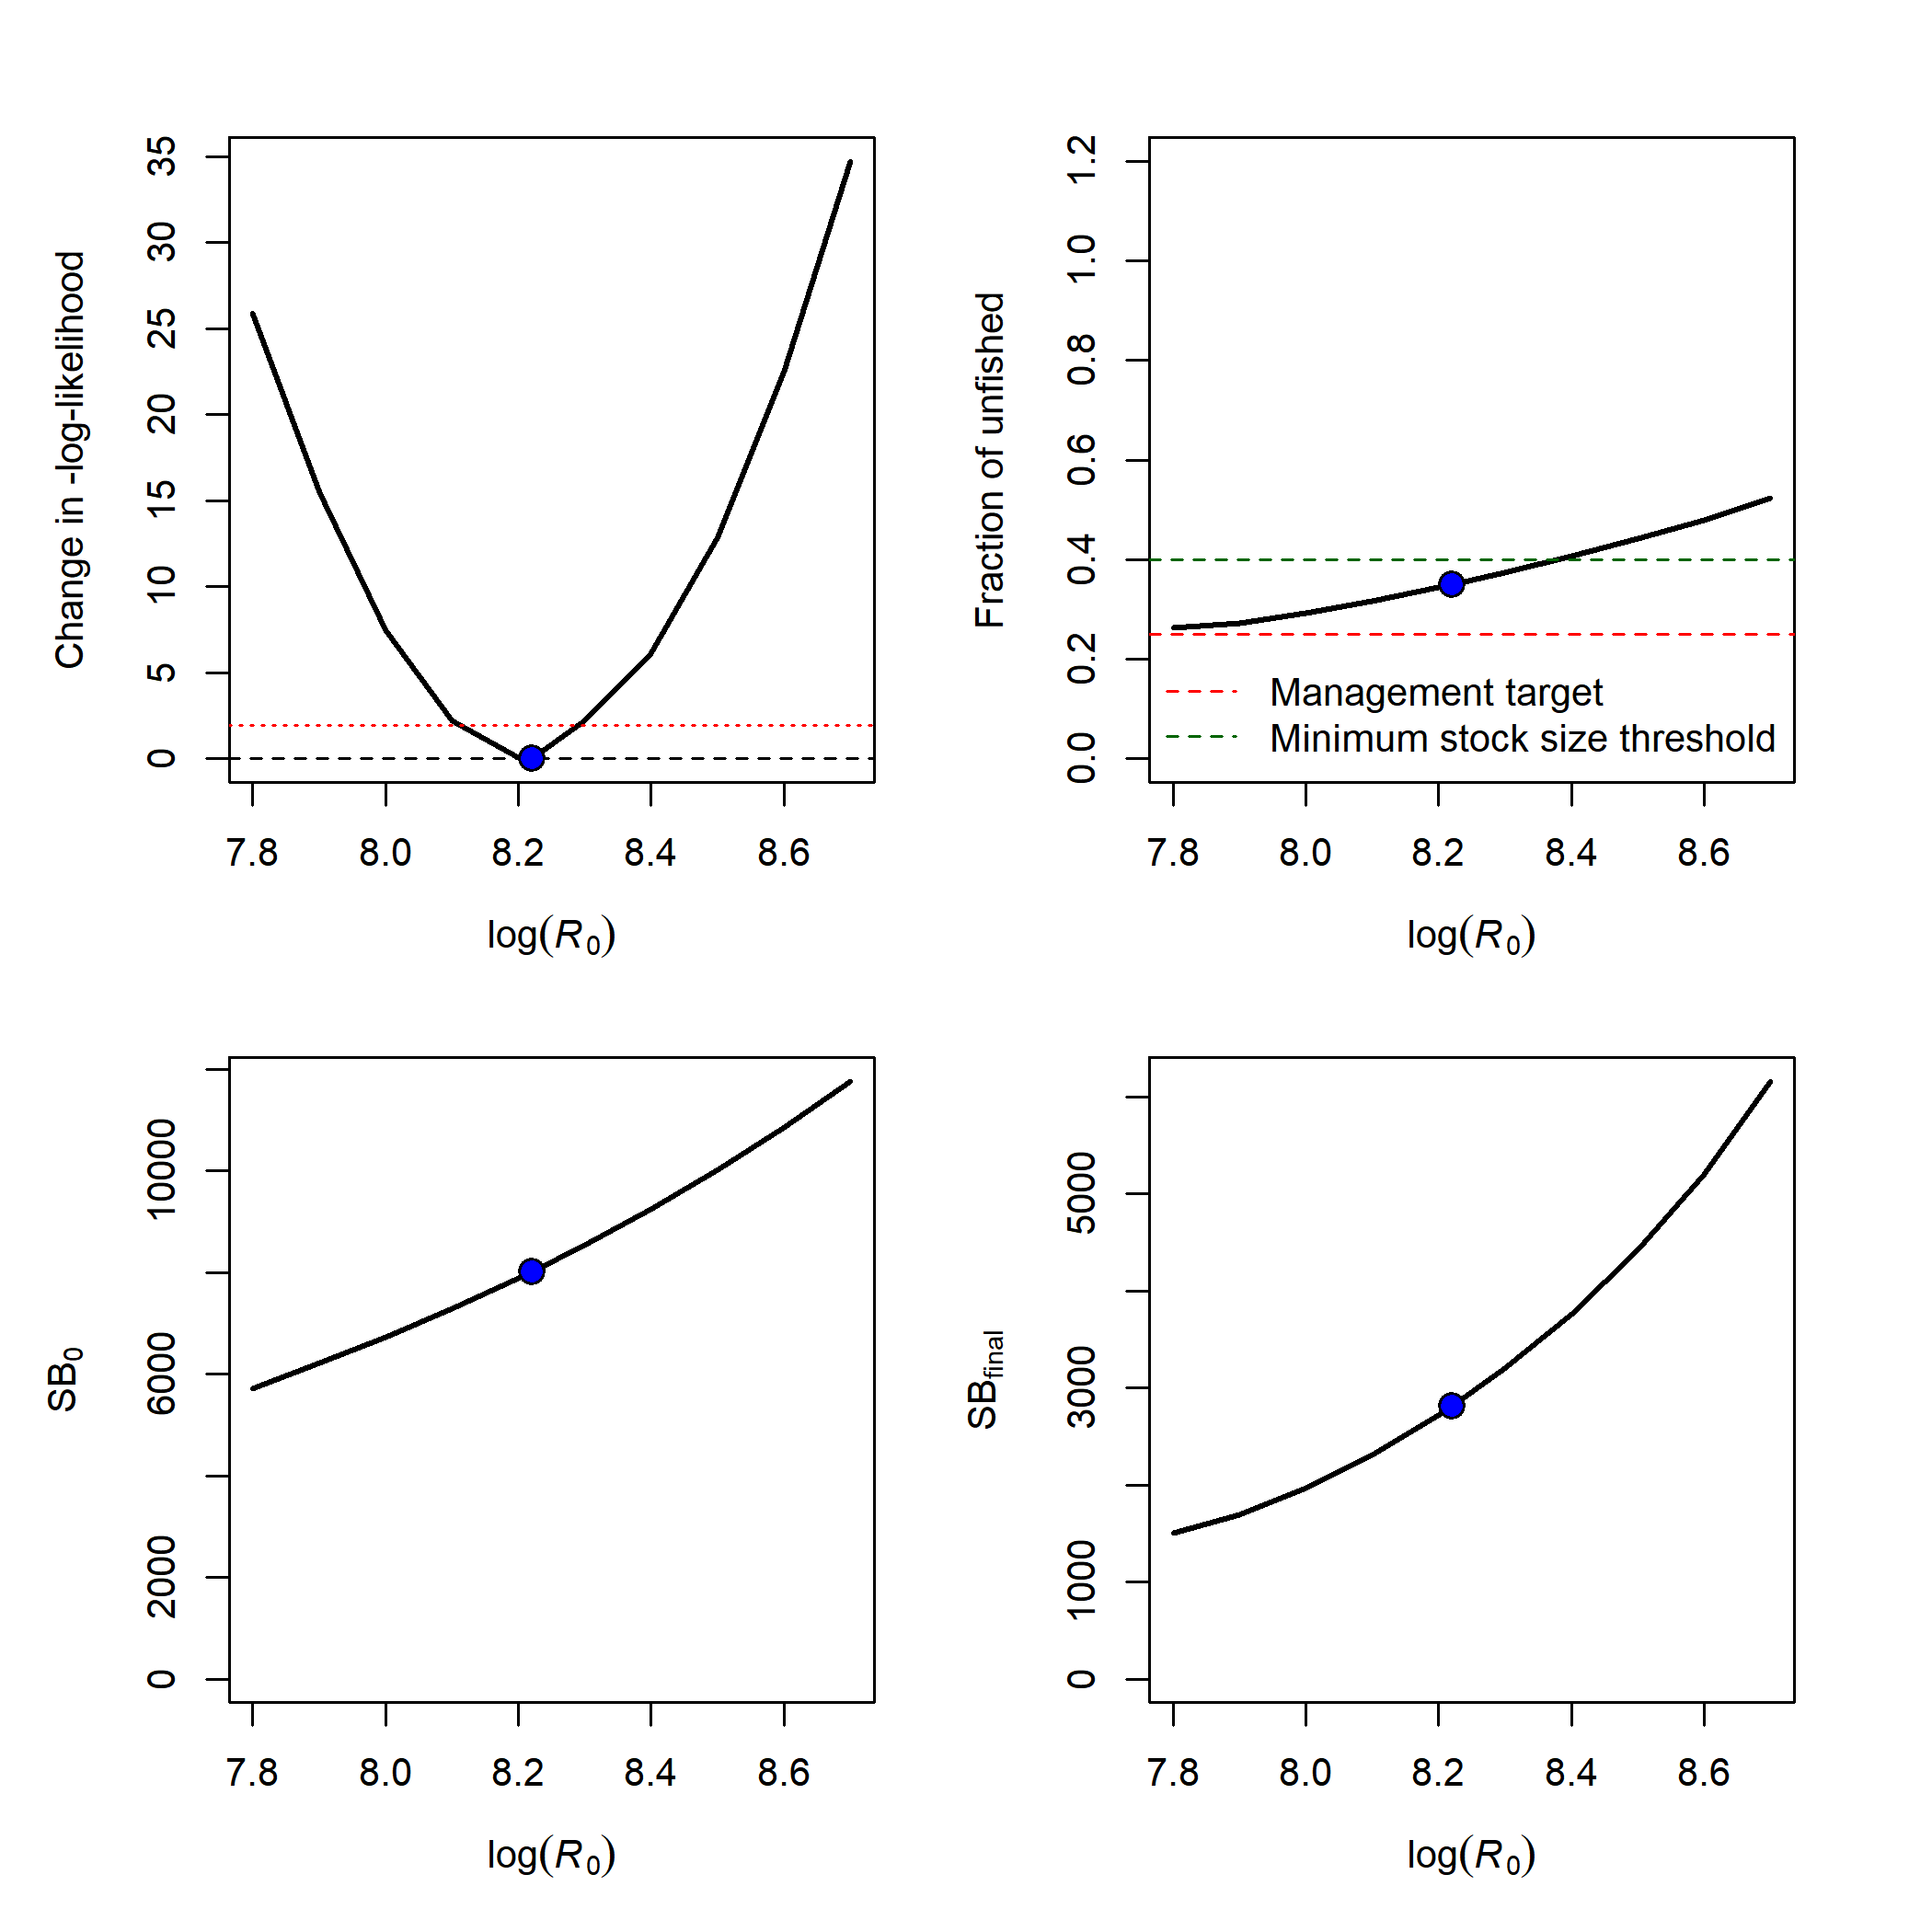 Change in -log-likelihood
35
30
25
20
15
10
5
0
7.8 8.0 8.2 8.4 8.6
log(R0)
Fraction of unfished
1.2
1.0
0.8
0.6
0.4
0.2
0.0
Management target
Minimum stock size threshold
7.8 8.0 8.2 8.4 8.6
log(R0)
SB0
10000
6000
2000
0
7.8 8.0 8.2 8.4 8.6
log(R0)
SBfinal
5000
3000
1000
0
7.8 8.0 8.2 8.4 8.6
log(R0)